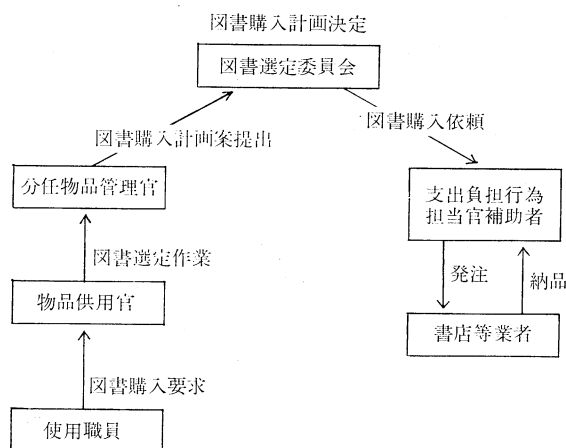 図書購入計画決定
図書選定委員会
図書購入計画案提出
図書購入依頼
分任物品管理官
支出負担行為
担当官補助者
図書選定作業
発注
納品
物品供用官
書店等業者
図書購入要求
使用職員